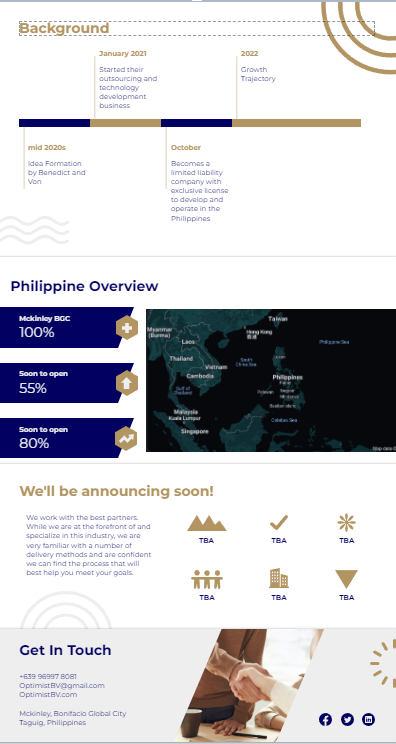 Background
January 2021
Started their
outsourcing and
technology
development
business
2022
Growth
Trajectory
mid 2020s
Idea Formation
by Benedict and
Von
October
Becomes a
limited liability
company with
exclusive license
to develop and
operate in the
Philippines
Philippine Overview
Mckinley BGC
100%
Soon to open
55%
Soon to open
80%
Taiwan
Myanmar
(Burma)
Hong Kong
香港
Laos
Philippine Sea
Thailand
Vietnam
South
China Sea
Luzon
Cambodia
Philippines
Panay
Gulf of
Thailand
Palawan
Negros
Mindanao
Malaysia
Kuala Lumpur
Celebes Sea
Singapore
Map data ©
We'll be announcing soon!
We work with the best partners.
While we are at the forefront of and
specialize in this industry, we are
very familiar with a number of
delivery methods and are confident
we can find the process that will
best help you meet your goals.
TBA
TBA
TBA
TBA
TBA
TBA
Get In Touch
+639 96997 8081
OptimistBV@gmail.com
OptimistBV.com
Mckinley, Bonifacio Global City
Taguig, Philippines